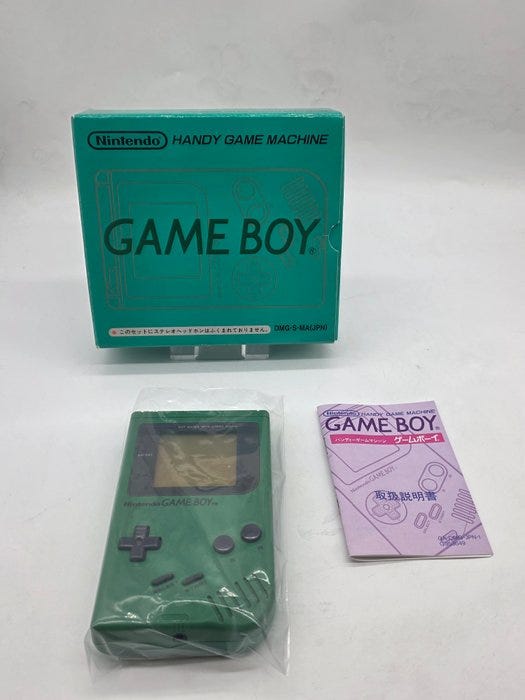 Nintendo HANDY GAME MACHINE
GAME BOY®
※このセットにステレオヘッドホンはふくまれておりません。 DMG-S-MA(JPN)
Nintendo GAME BOY
Nintendo HANDY GAME MACHINE
GAME BOY®
ハンディーゲームマシン ゲームボーイ
Nintendo GAME BOY
取扱説明書